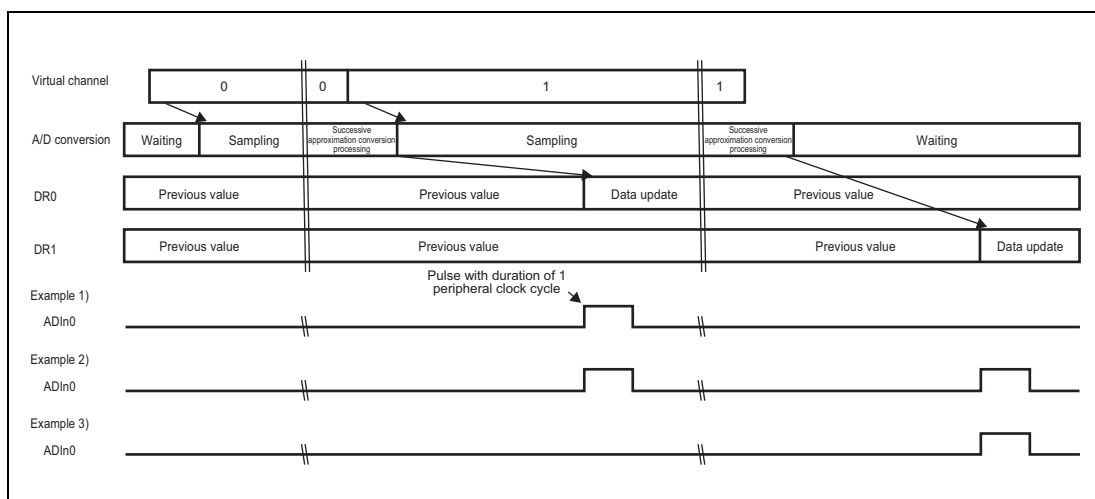 Virtual channel
0
0
1
1
A/D conversion
Waiting
Sampling
Successive
approximation conversion
processing
Sampling
Successive
approximation conversion
processing
Waiting
DR0
Previous value
Previous value
Data update
Previous value
DR1
Previous value
Previous value
Previous value
Data update
Pulse with duration of 1
peripheral clock cycle
Example 1)
ADIn0
Example 2)
ADIn0
Example 3)
ADIn0